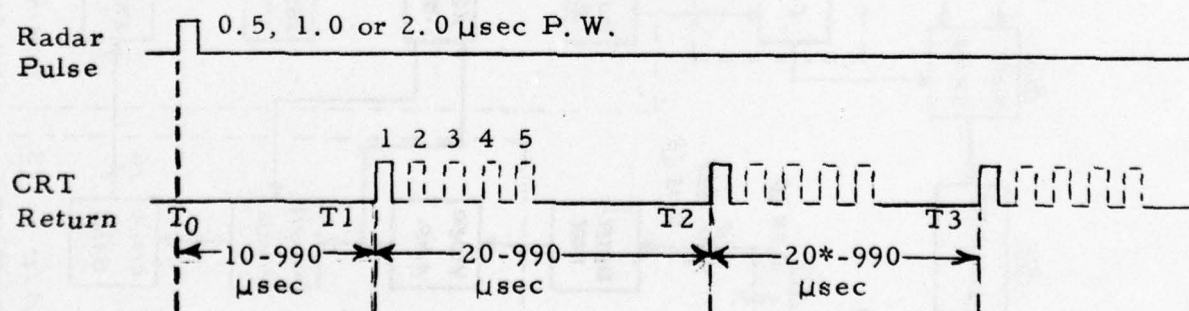 Radar
Pulse
0.5, 1.0 or 2.0 μsec P.W.
1 2 3 4 5
CRT
Return
T0 T1 T2 T3
10-990
μsec
20-990
μsec
20*-990
μsec